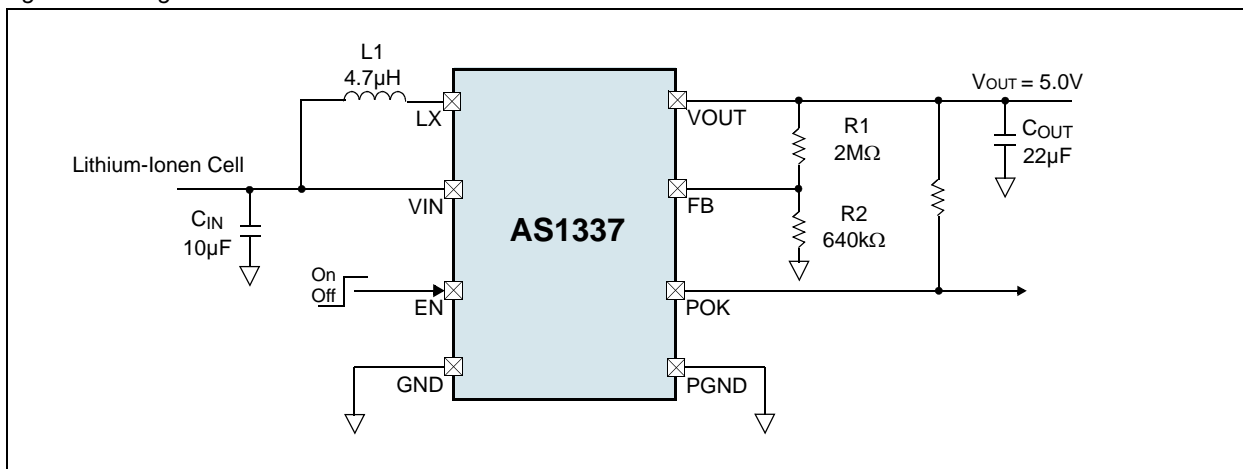 L1
4.7µH
LX
VOUT
VOUT = 5.0V
R1
2MΩ
COUT
22µF
Lithium-Ionen Cell
VIN
FB
CIN
10µF
AS1337
R2
640kΩ
On
Off
EN
POK
GND
PGND